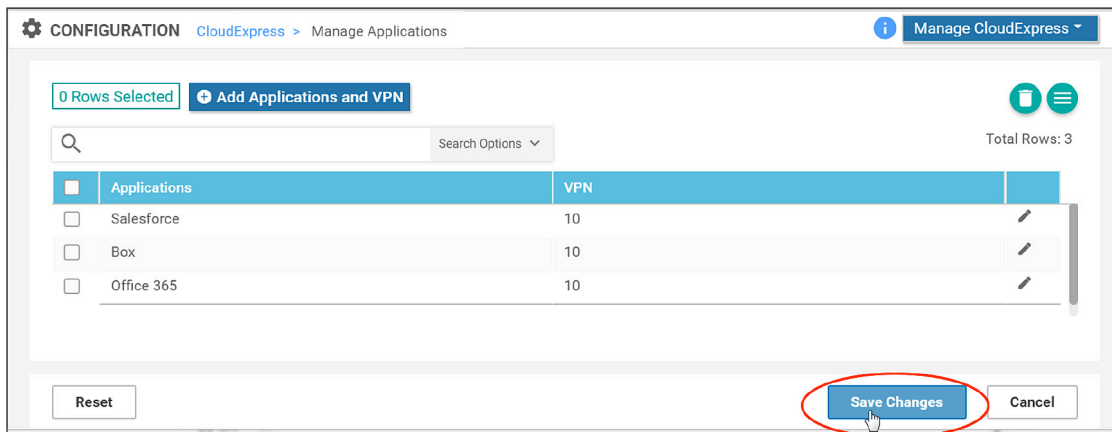 CONFIGURATION CloudExpress > Manage Applications i Manage CloudExpress
0 Rows Selected Add Applications and VPN
Search Options Total Rows: 3
Applications VPN
Salesforce 10
Box 10
Office 365 10
Reset Save Changes Cancel